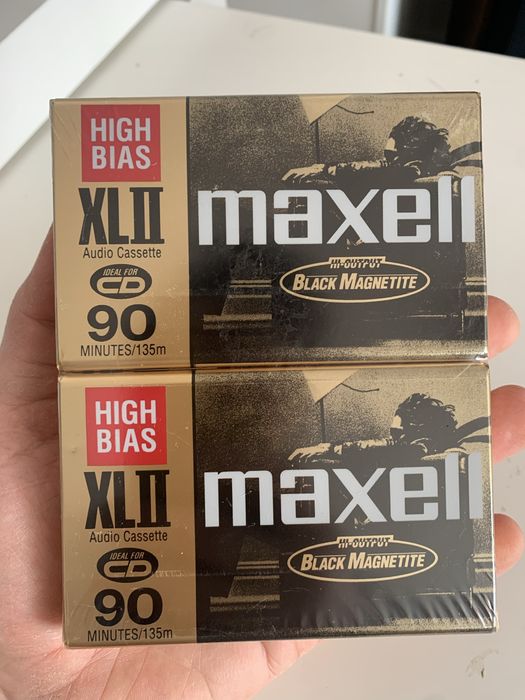 HIGH
BIAS
XLII
Audio Cassette
IDEAL FOR
CD
90
MINUTES/135m
maxell
HI-OUTPUT
BLACK MAGNETITE
HIGH
BIAS
XLII
Audio Cassette
IDEAL FOR
CD
90
MINUTES/135m
maxell
HI-OUTPUT
BLACK MAGNETITE